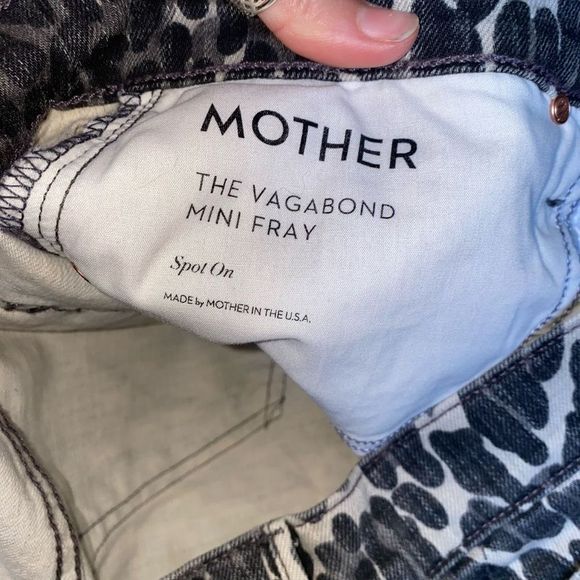 MOTHER
THE VAGABOND
MINI FRAY
Spot On
MADE by MOTHER IN THE U.S.A.